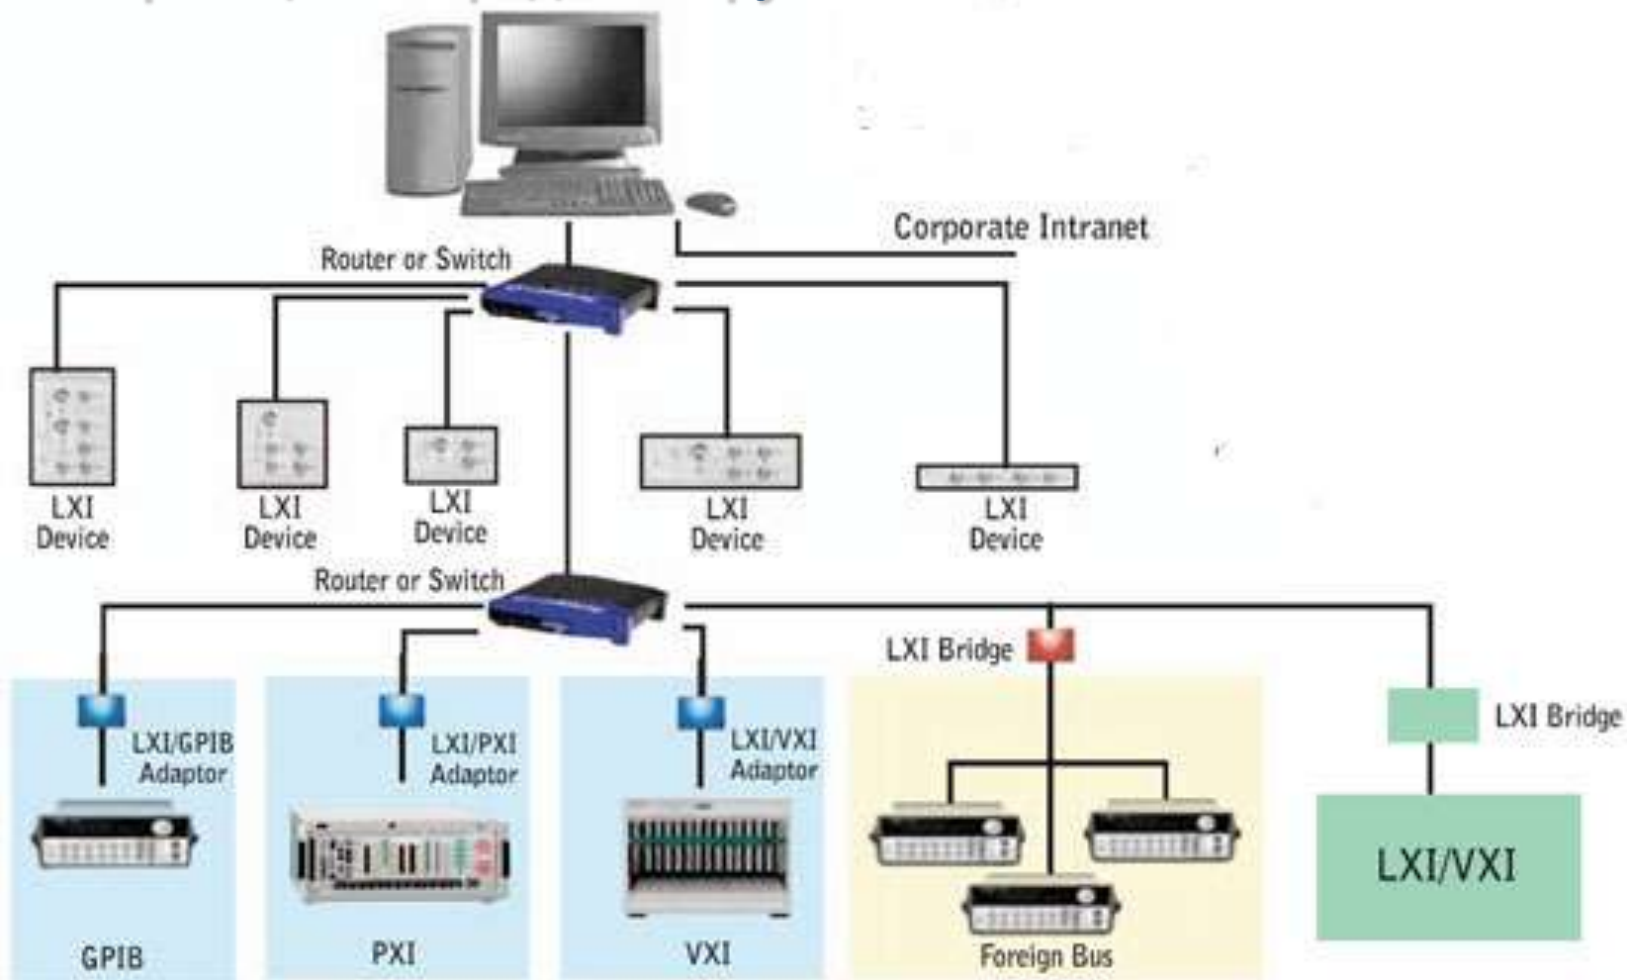 Corporate Intranet
Router or Switch
LXI
Device
LXI
Device
LXI
Device
LXI
Device
LXI
Device
Router or Switch
LXI Bridge
LXI Bridge
LXI/GPIB
Adaptor
LXI/PXI
Adaptor
LXI/VXI
Adaptor
LXI/VXI
GPIB
PXI
VXI
Foreign Bus